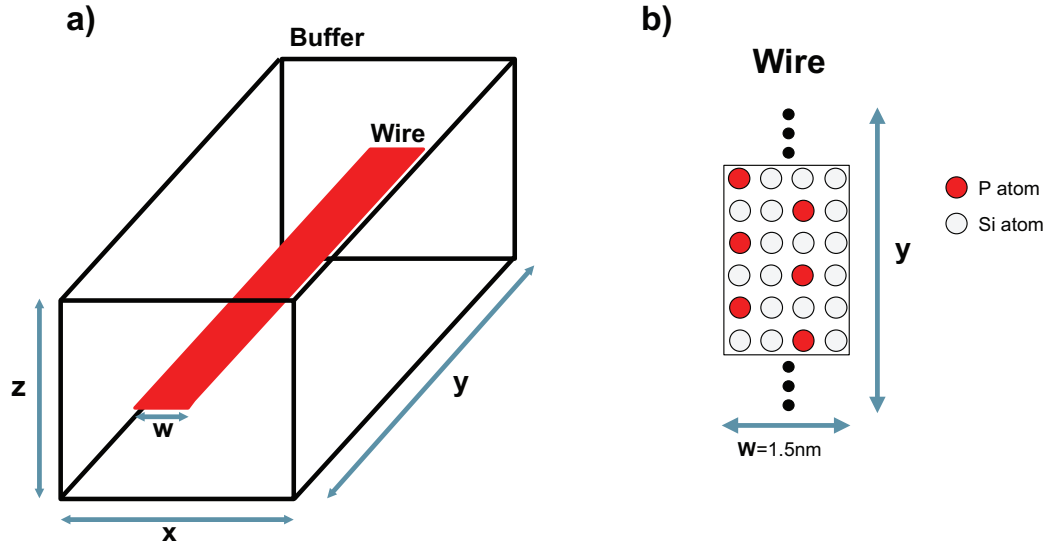 a)
Buffer
Wire
z
w
x
y
b)
Wire
y
P atom
Si atom
w=1.5nm